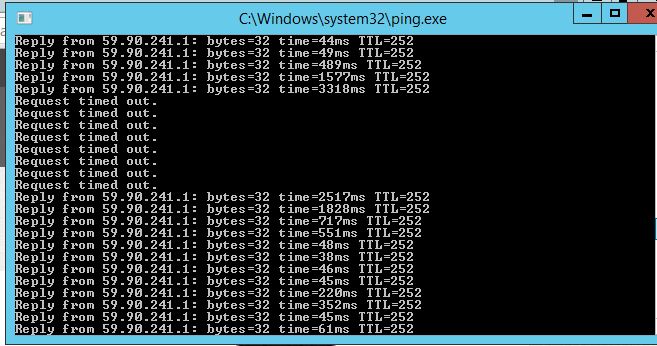 C:\Windows\system32\ping.exe
Reply from 59.90.241.1: bytes=32 time=44ms TTL=252
Reply from 59.90.241.1: bytes=32 time=49ms TTL=252
Reply from 59.90.241.1: bytes=32 time=489ms TTL=252
Reply from 59.90.241.1: bytes=32 time=1577ms TTL=252
Reply from 59.90.241.1: bytes=32 time=3318ms TTL=252
Request timed out.
Request timed out.
Request timed out.
Request timed out.
Request timed out.
Request timed out.
Request timed out.
Request timed out.
Reply from 59.90.241.1: bytes=32 time=2517ms TTL=252
Reply from 59.90.241.1: bytes=32 time=1828ms TTL=252
Reply from 59.90.241.1: bytes=32 time=717ms TTL=252
Reply from 59.90.241.1: bytes=32 time=551ms TTL=252
Reply from 59.90.241.1: bytes=32 time=48ms TTL=252
Reply from 59.90.241.1: bytes=32 time=38ms TTL=252
Reply from 59.90.241.1: bytes=32 time=46ms TTL=252
Reply from 59.90.241.1: bytes=32 time=45ms TTL=252
Reply from 59.90.241.1: bytes=32 time=220ms TTL=252
Reply from 59.90.241.1: bytes=32 time=352ms TTL=252
Reply from 59.90.241.1: bytes=32 time=45ms TTL=252
Reply from 59.90.241.1: bytes=32 time=61ms TTL=252